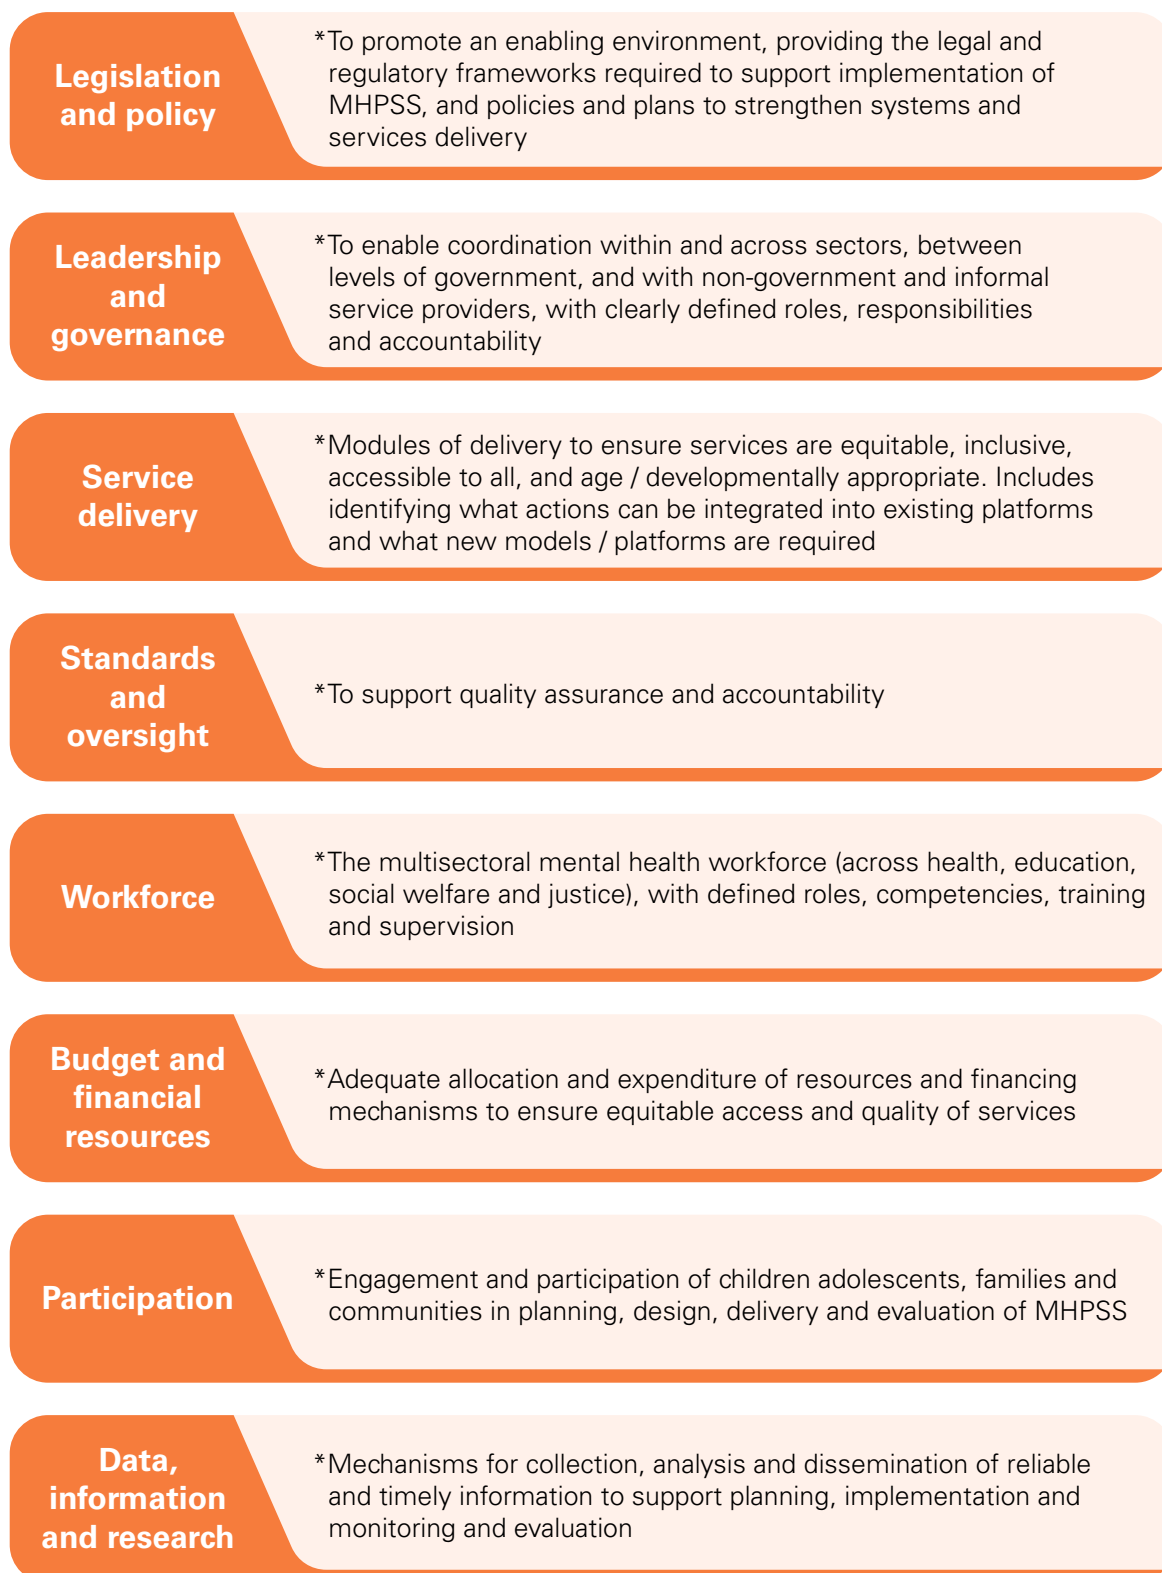 Legislation
and policy
*To promote an enabling environment, providing the legal and
regulatory frameworks required to support implementation of
MHPSS, and policies and plans to strengthen systems and
services delivery
Leadership
and
governance
*To enable coordination within and across sectors, between
levels of government, and with non-government and informal
service providers, with clearly defined roles, responsibilities
and accountability
Service
delivery
*Modules of delivery to ensure services are equitable, inclusive,
accessible to all, and age / developmentally appropriate. Includes
identifying what actions can be integrated into existing platforms
and what new models / platforms are required
Standards
and
oversight
*To support quality assurance and accountability
Workforce
*The multisectoral mental health workforce (across health, education,
social welfare and justice), with defined roles, competencies, training
and supervision
Budget and
financial
resources
*Adequate allocation and expenditure of resources and financing
mechanisms to ensure equitable access and quality of services
Participation
*Engagement and participation of children adolescents, families and
communities in planning, design, delivery and evaluation of MHPSS
Data,
information
and research
*Mechanisms for collection, analysis and dissemination of reliable
and timely information to support planning, implementation and
monitoring and evaluation